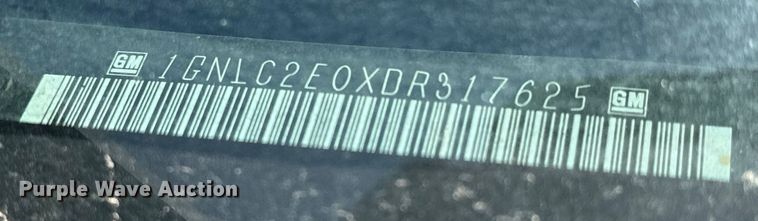 GM 1GNLC2E0XDR317625 GM
Purple Wave Auction